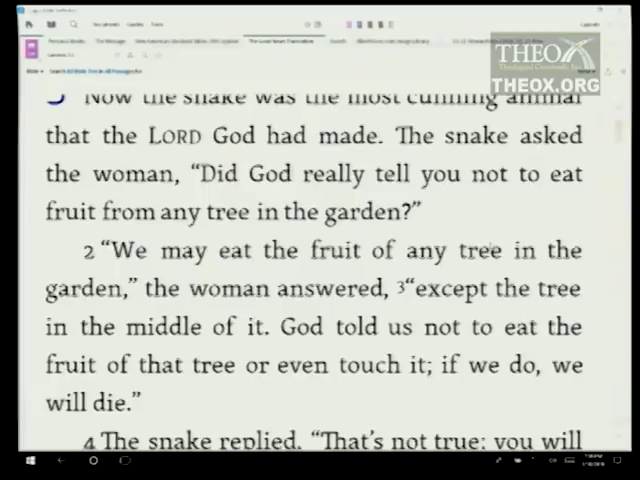 THEOX
THEOX.ORG
Now the snake was the most cunning animal
that the LORD God had made. The snake asked
the woman, “Did God really tell you not to eat
fruit from any tree in the garden?”
2 “We may eat the fruit of any tree in the
garden,” the woman answered, 3“except the tree
in the middle of it. God told us not to eat the
fruit of that tree or even touch it; if we do, we
will die.”
4 The snake replied. “That’s not true; you will